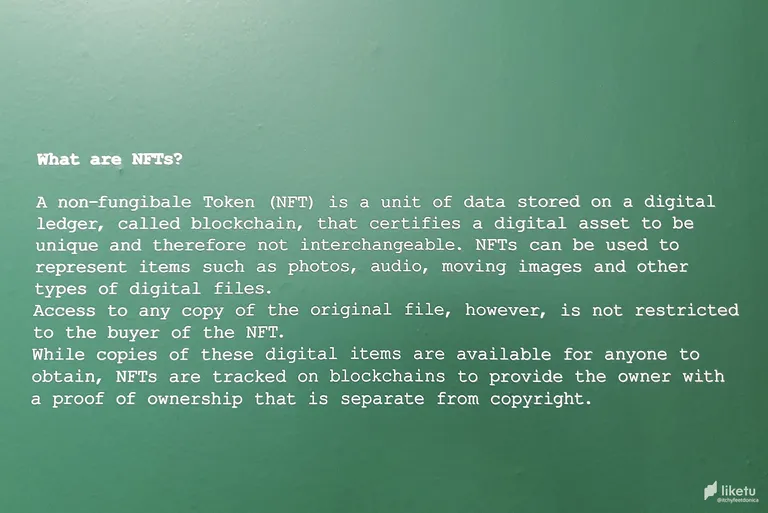 What are NFTs?
A non-fungibale Token (NFT) is a unit of data stored on a digital
ledger, called blockchain, that certifies a digital asset to be
unique and therefore not interchangeable. NFTs can be used to
represent items such as photos, audio, moving images and other
types of digital files.
Access to any copy of the original file, however, is not restricted
to the buyer of the NFT.
While copies of these digital items are available for anyone to
obtain, NFTs are tracked on blockchains to provide the owner with
a proof of ownership that is separate from copyright.
liketu
@itchyfeetdonica